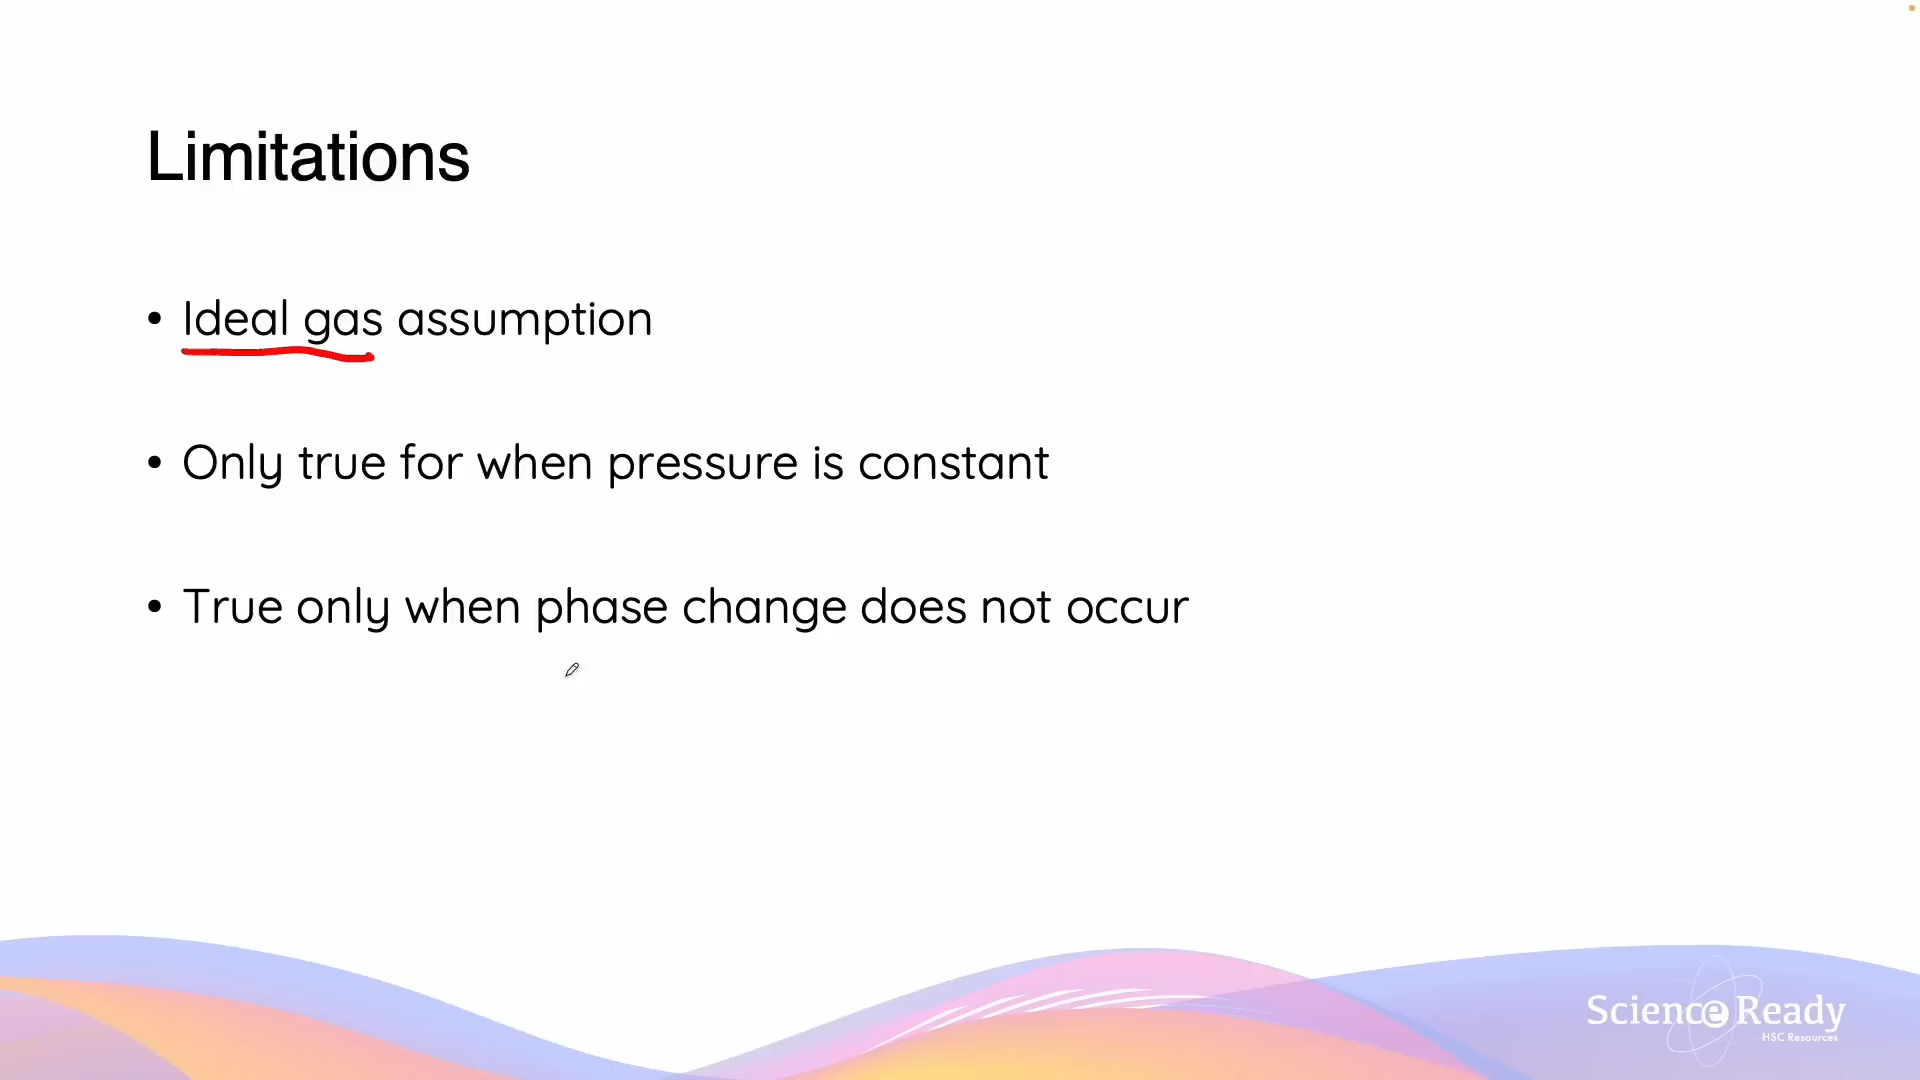 Limitations
• Ideal gas assumption
• Only true for when pressure is constant
• True only when phase change does not occur
Science Ready
HSC Resources